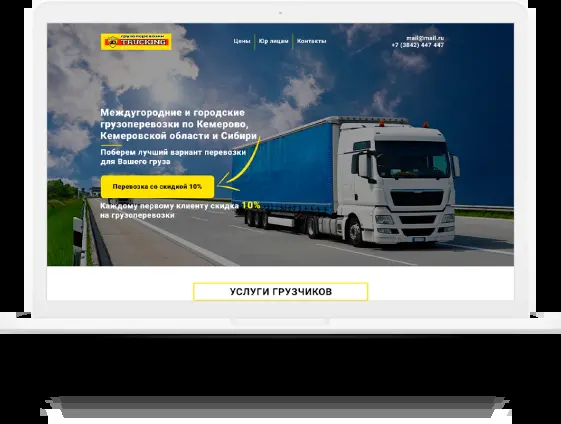 ГРУЗОПЕРЕВОЗКИ
TRUCKING
Цены
Юр лицам
Контакты
mail@mail.ru
+7 (3842) 447 447
Междугородние и городские
грузоперевозки по Кемерово,
Кемеровской области и Сибири
Поберем лучший вариант перевозки
для Вашего груза
Перевозка со скидкой 10%
Каждому первому клиенту скидка 10%
на грузоперевозки
УСЛУГИ ГРУЗЧИКОВ